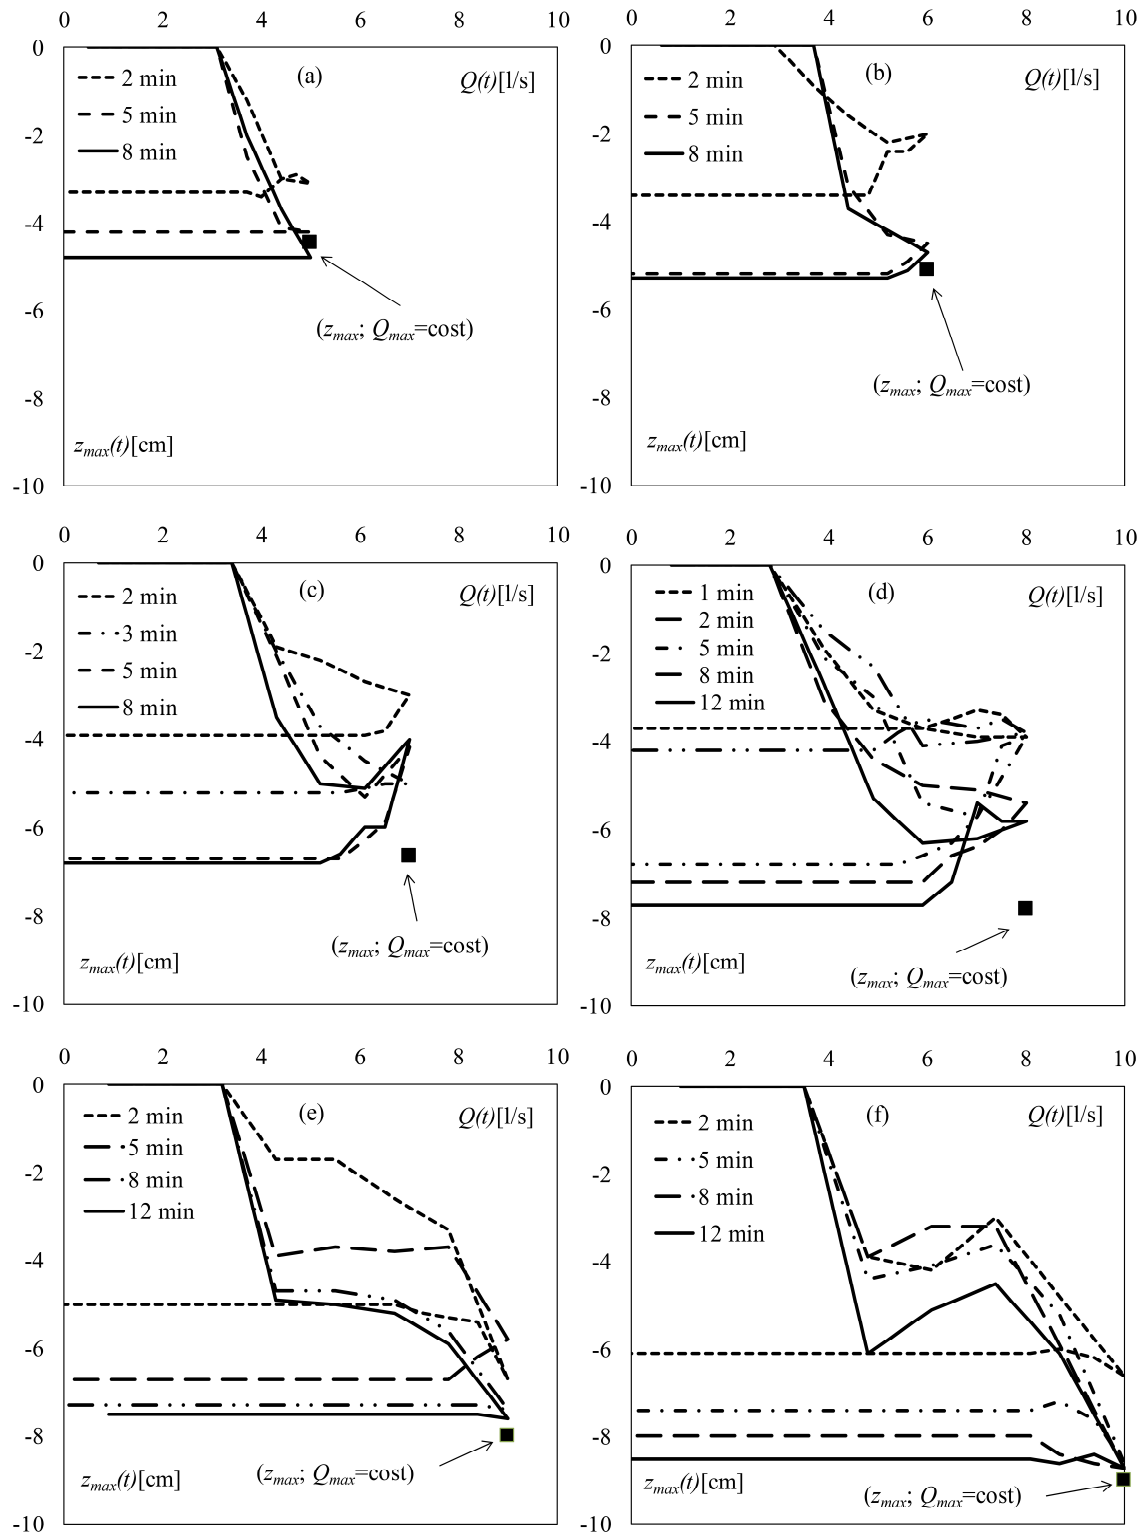 0 2 4 6 8 10
0
-2
-4
-6
-8
-10
2 min
5 min
8 min
(a)
Q(t)[l/s]
(zmax; Qmax=cost)
zmax(t)[cm]
0 2 4 6 8 10
0
-2
-4
-6
-8
-10
2 min
5 min
8 min
(b)
Q(t)[l/s]
(zmax; Qmax=cost)
zmax(t)[cm]
0 2 4 6 8 10
0
-2
-4
-6
-8
-10
2 min
3 min
5 min
8 min
(c)
Q(t)[l/s]
(zmax; Qmax=cost)
zmax(t)[cm]
0 2 4 6 8 10
0
-2
-4
-6
-8
-10
1 min
2 min
5 min
8 min
12 min
(d)
Q(t)[l/s]
(zmax; Qmax=cost)
zmax(t)[cm]
0 2 4 6 8 10
0
-2
-4
-6
-8
-10
2 min
5 min
8 min
12 min
(e)
Q(t)[l/s]
(zmax; Qmax=cost)
zmax(t)[cm]
0 2 4 6 8 10
0
-2
-4
-6
-8
-10
2 min
5 min
8 min
12 min
(f)
Q(t)[l/s]
zmax(t)[cm]
(zmax; Qmax=cost)